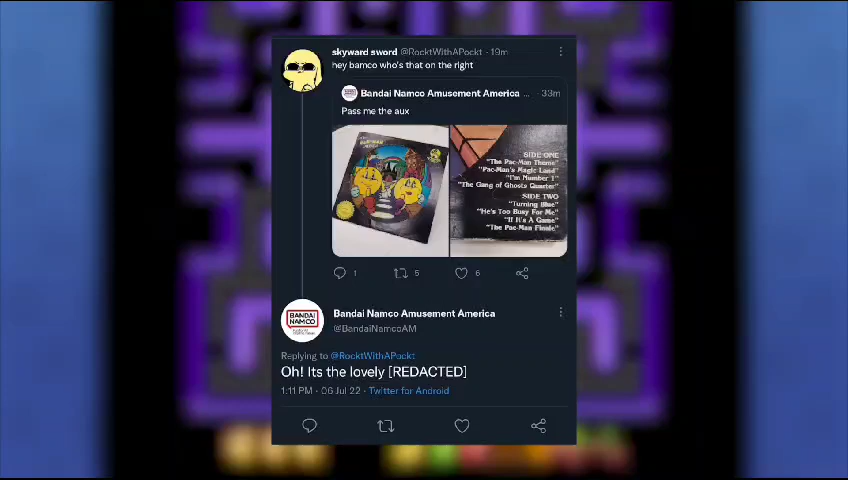 skyward sword @RocktWithAPockt · 19m
hey bamco who's that on the right
Bandai Namco Amusement America ... 33m
Pass me the aux
SIDE ONE
"The Pac-Man Theme"
"Pac-Man's Magic Land"
"I'm Number 1"
"The Gang of Ghosts Quartet"
SIDE TWO
"Turning Blue"
"He's Too Busy For Me"
"If It's A Game"
"The Pac-Man Finale"
1
5
6
BANDAI
NAMCO
Bandai Namco Amusement America
@BandaiNamcoAM
Replying to @RocktWithAPockt
Oh! Its the lovely [REDACTED]
1:11 PM · 06 Jul 22 · Twitter for Android